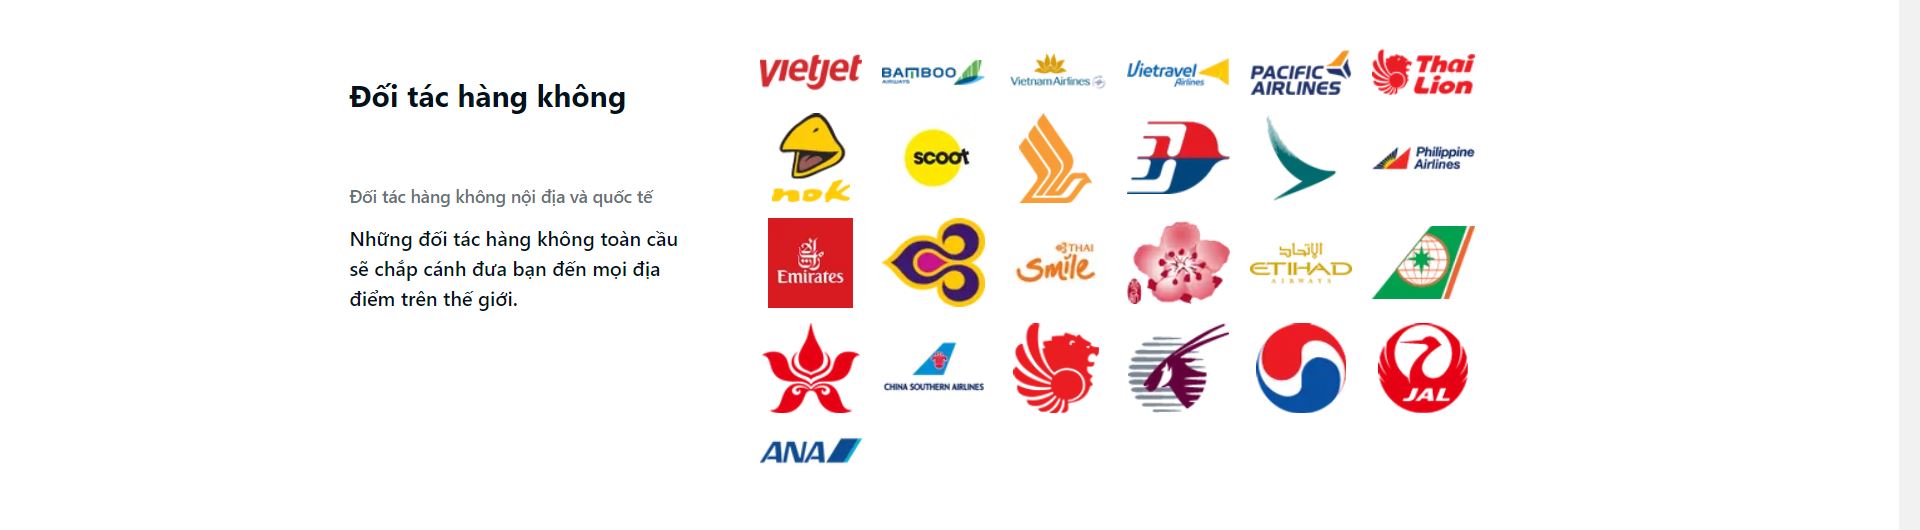 Đối tác hàng không
Đối tác hàng không nội địa và quốc tế
Những đối tác hàng không toàn cầu
sẽ chắp cánh đưa bạn đến mọi địa
điểm trên thế giới.
vietjet
BAMBOO
AIRWAYS
Vietnam Airlines
Vietravel
Airlines
PACIFIC
AIRLINES
Thai
Lion
nok
scoot
Philippine
Airlines
Emirates
THAI
Smile
الإتحاد
ETIHAD
AIRWAYS
CHINA SOUTHERN AIRLINES
JAL
ANA